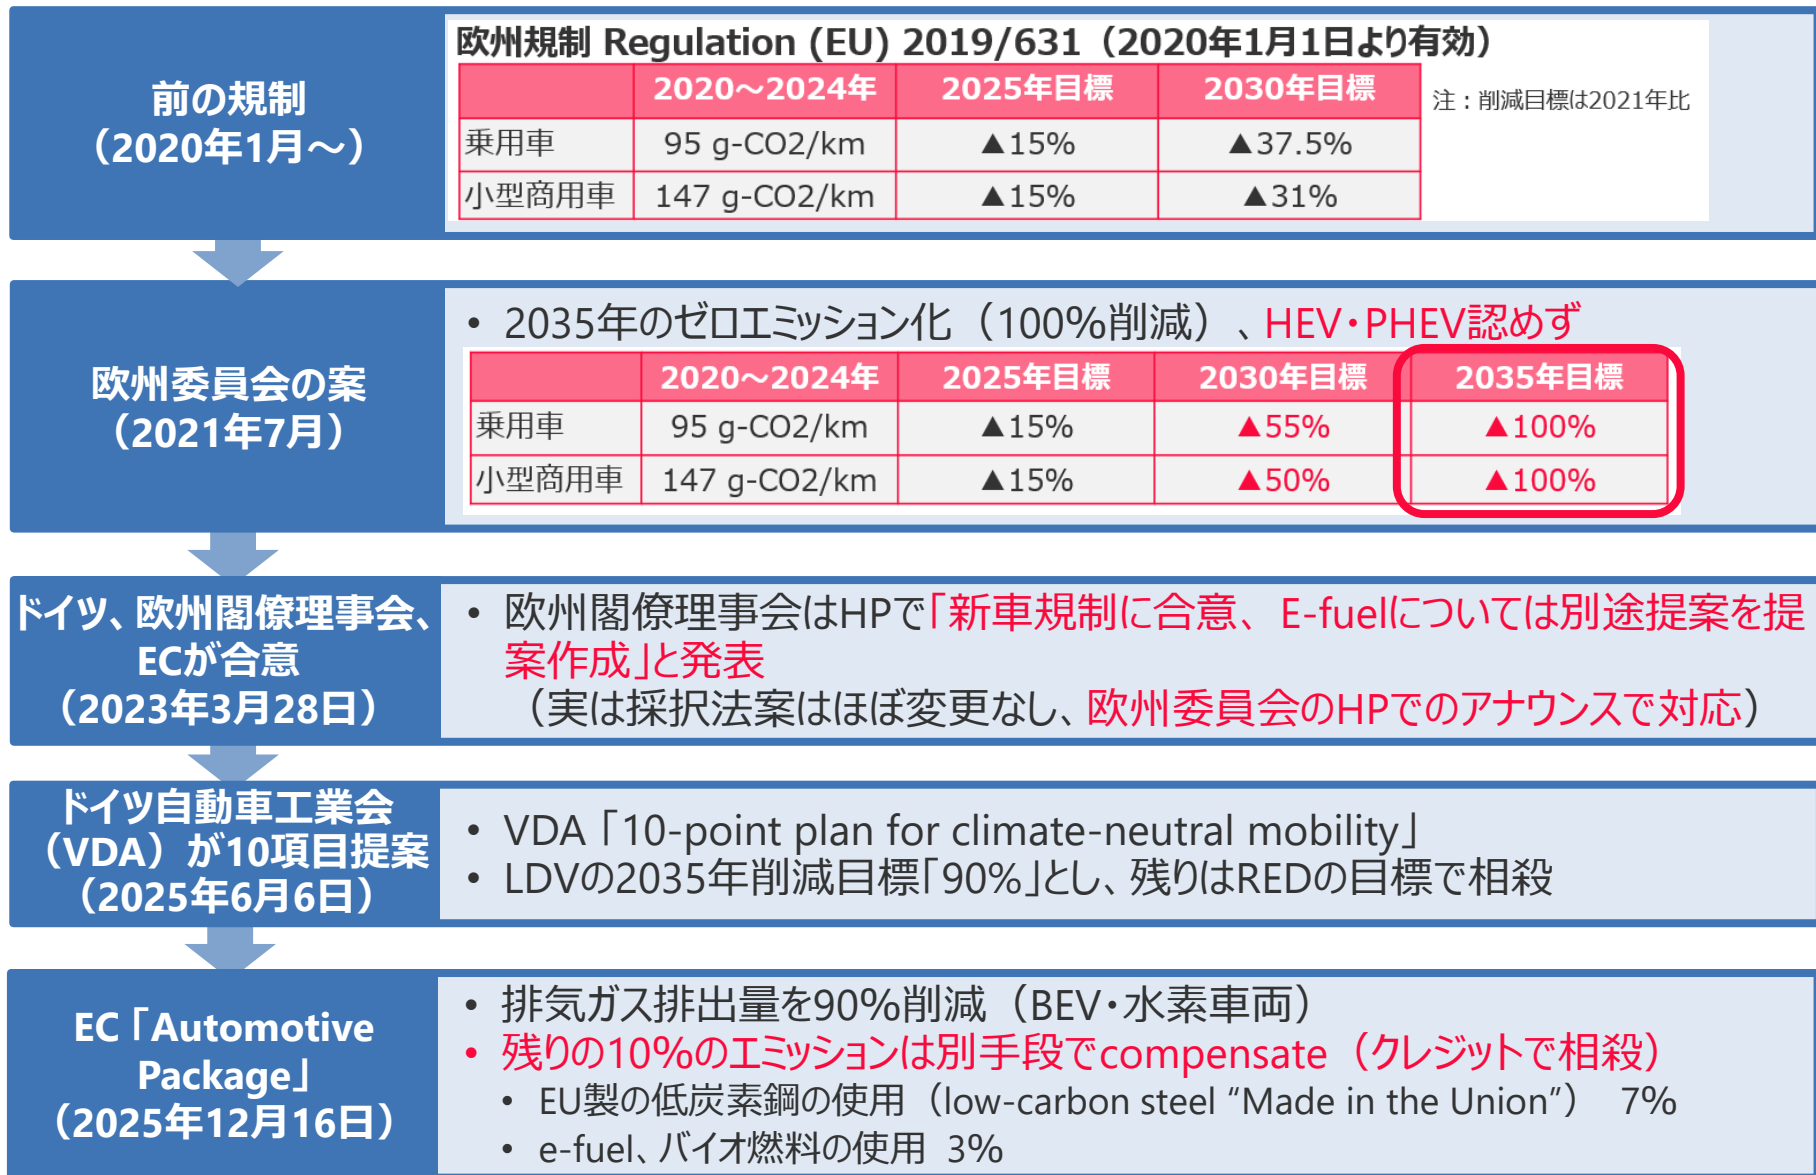 前の規制
（2020年1月～）
欧州規制 Regulation (EU) 2019/631（2020年1月1日より有効）
2020～2024年 2025年目標 2030年目標
乗用車 95 g-CO2/km ▲15% ▲37.5%
小型商用車 147 g-CO2/km ▲15% ▲31%
注：削減目標は2021年比
欧州委員会の案
（2021年7月）
• 2035年のゼロエミッション化（100%削減）、HEV・PHEV認めず
2020～2024年 2025年目標 2030年目標 2035年目標
乗用車 95 g-CO2/km ▲15% ▲55% ▲100%
小型商用車 147 g-CO2/km ▲15% ▲50% ▲100%
ドイツ、欧州閣僚理事会、
ECが合意
（2023年3月28日）
• 欧州閣僚理事会はHPで「新車規制に合意、E-fuelについては別途提案を提
案作成」と発表
（実は採択法案はほぼ変更なし、欧州委員会のHPでのアナウンスで対応）
ドイツ自動車工業会
（VDA）が10項目提案
（2025年6月6日）
• VDA「10-point plan for climate-neutral mobility」
• LDVの2035年削減目標「90%」とし、残りはREDの目標で相殺
EC「Automotive
Package」
（2025年12月16日）
• 排気ガス排出量を90%削減（BEV・水素車両）
• 残りの10%のエミッションは別手段でcompensate（クレジットで相殺）
• EU製の低炭素鋼の使用（low-carbon steel “Made in the Union”） 7%
• e-fuel、バイオ燃料の使用 3%